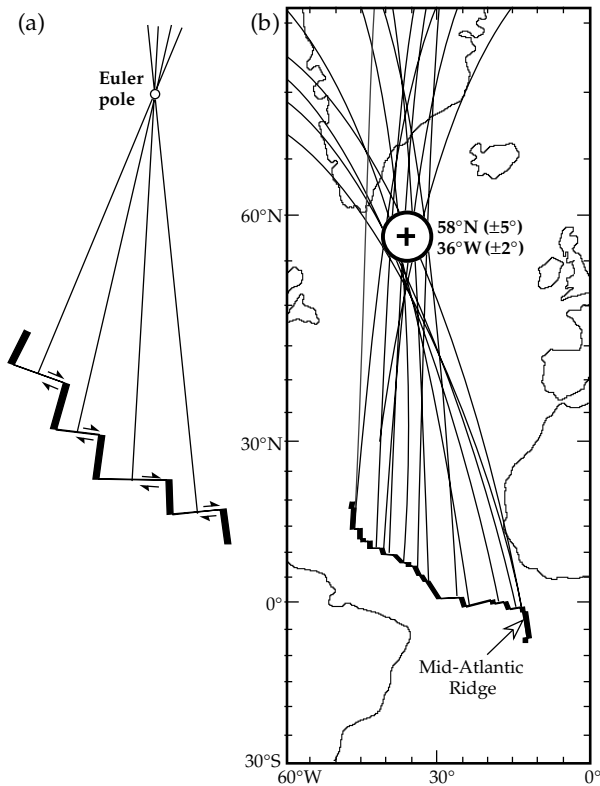 (a)
Euler
pole
(b)
60°N
58°N (±5°)
36°W (±2°)
30°N
0°
Mid-Atlantic
Ridge
30°S
60°W
30°
0°